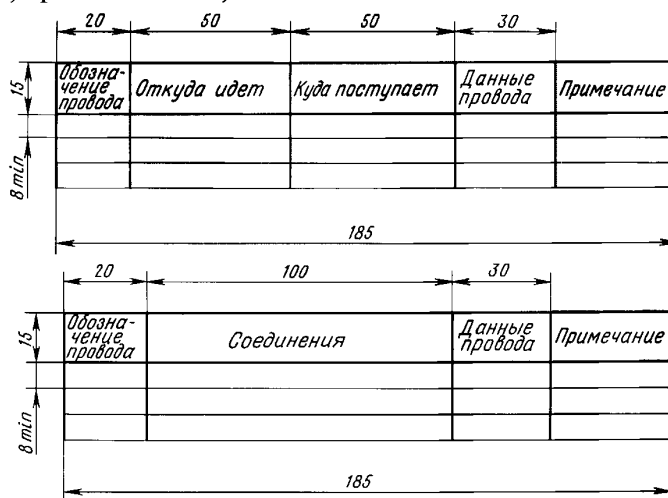 20 50 50 30
15
Обозна-
чение
провода
Откуда идет
Куда поступает
Данные
провода
Примечание
8 min
185
20 100 30
15
Обозна-
чение
провода
Соединения
Данные
провода
Примечание
8 min
185